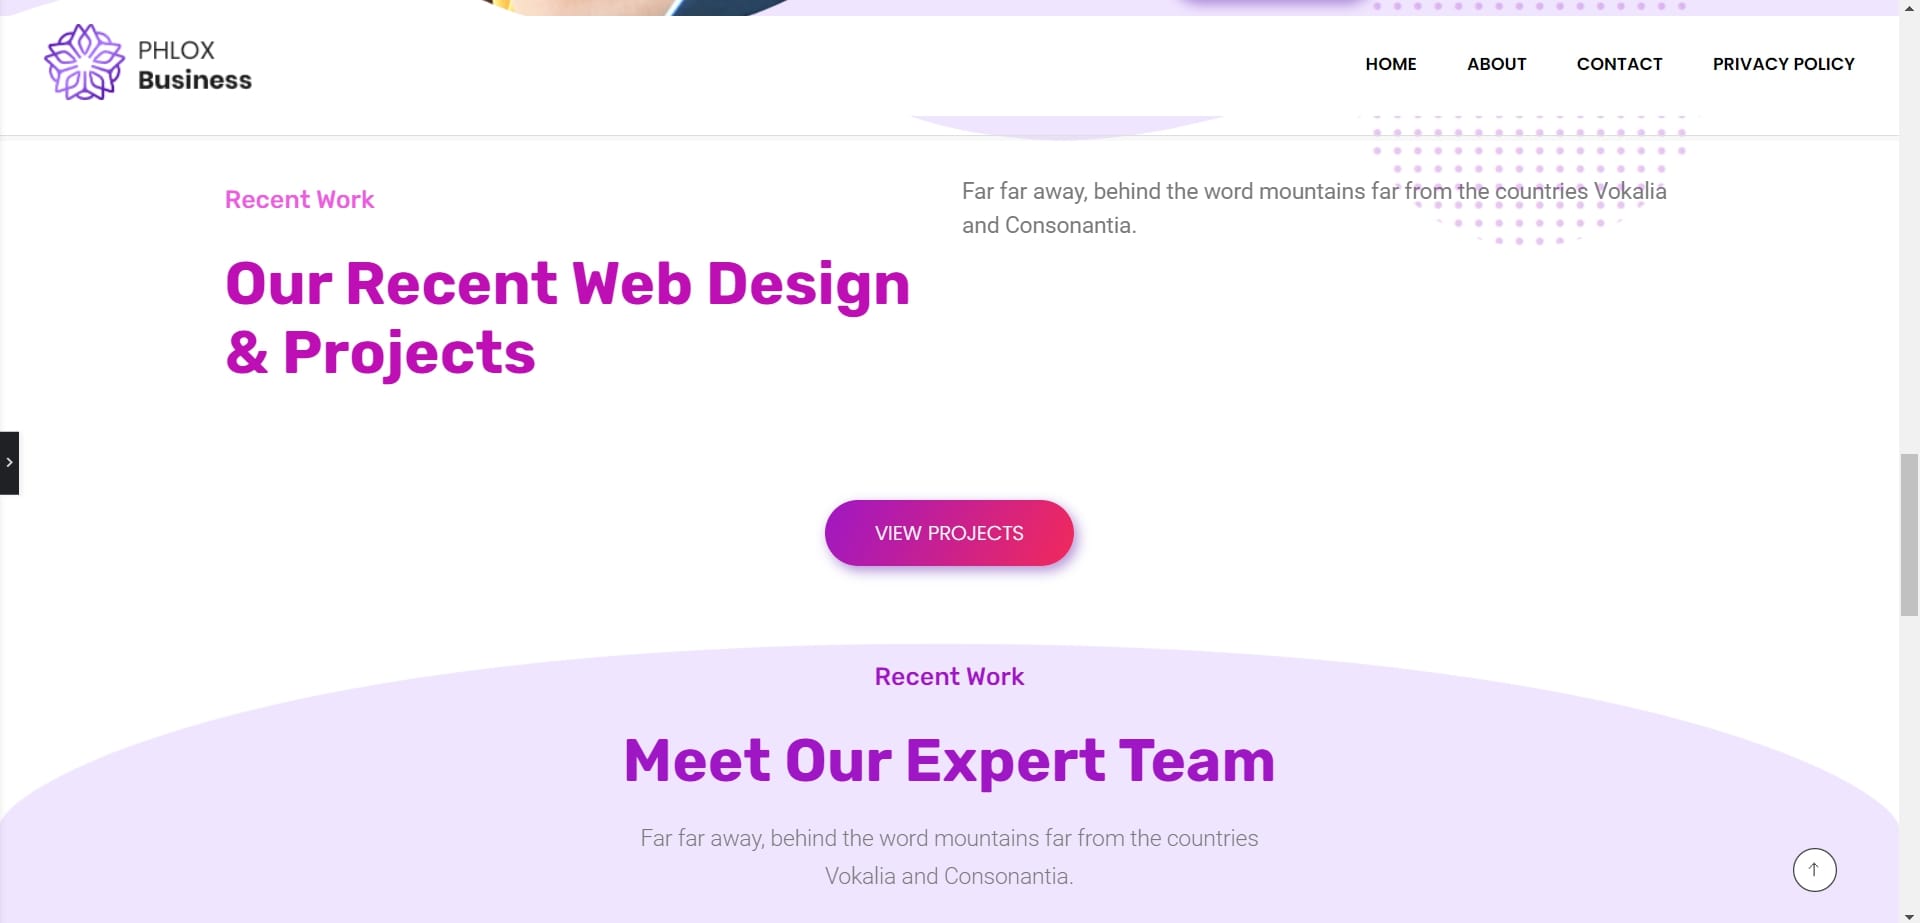 PHLOX
Business
HOME ABOUT CONTACT PRIVACY POLICY
Recent Work
Our Recent Web Design
& Projects
Far far away, behind the word mountains far from the countries Vokalia
and Consonantia.
VIEW PROJECTS
Recent Work
Meet Our Expert Team
Far far away, behind the word mountains far from the countries
Vokalia and Consonantia.